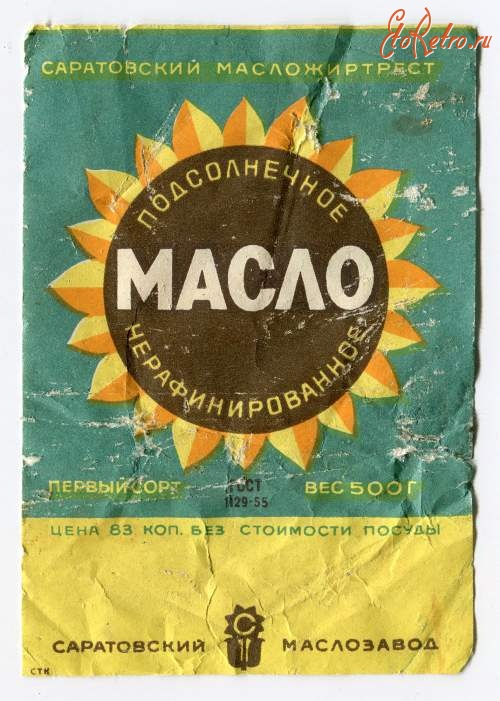 EtoRetro.ru
САРАТОВСКИЙ МАСЛОЖИРТРЕСТ
ПОДСОЛНЕЧНОЕ
МАСЛО
НЕРАФИНИРОВАННОЕ
ПЕРВЫЙ СОРТ
ГОСТ
1129-55
ВЕС 500 Г
ЦЕНА 83 КОП. БЕЗ СТОИМОСТИ ПОСУДЫ
САРАТОВСКИЙ МАСЛОЗАВОД
СТК